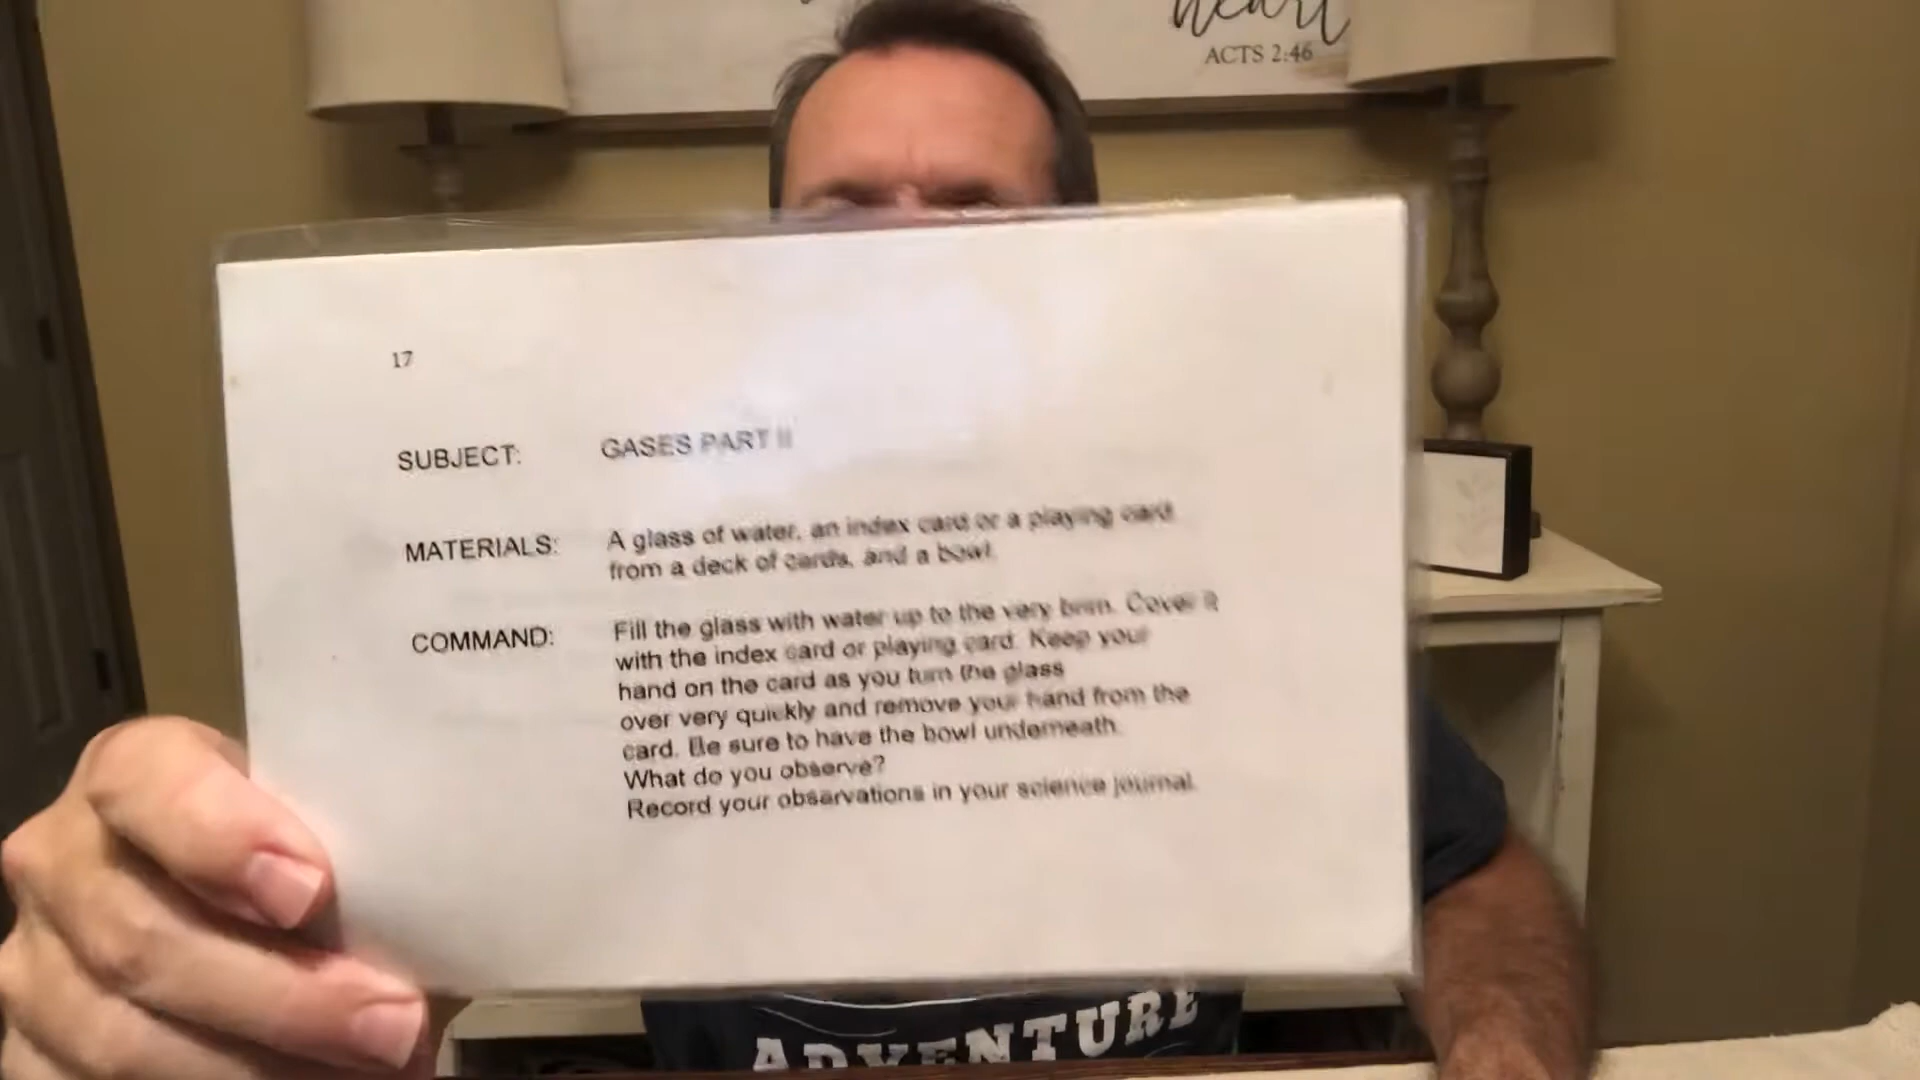 heart
ACTS 2:46
17
SUBJECT: GASES PART II
MATERIALS: A glass of water, an index card or a playing card
from a deck of cards, and a bowl.
COMMAND: Fill the glass with water up to the very brim. Cover it
with the index card or playing card. Keep your
hand on the card as you turn the glass
over very quickly and remove your hand from the
card. Be sure to have the bowl underneath.
What do you observe?
Record your observations in your science journal.
ADVENTURE